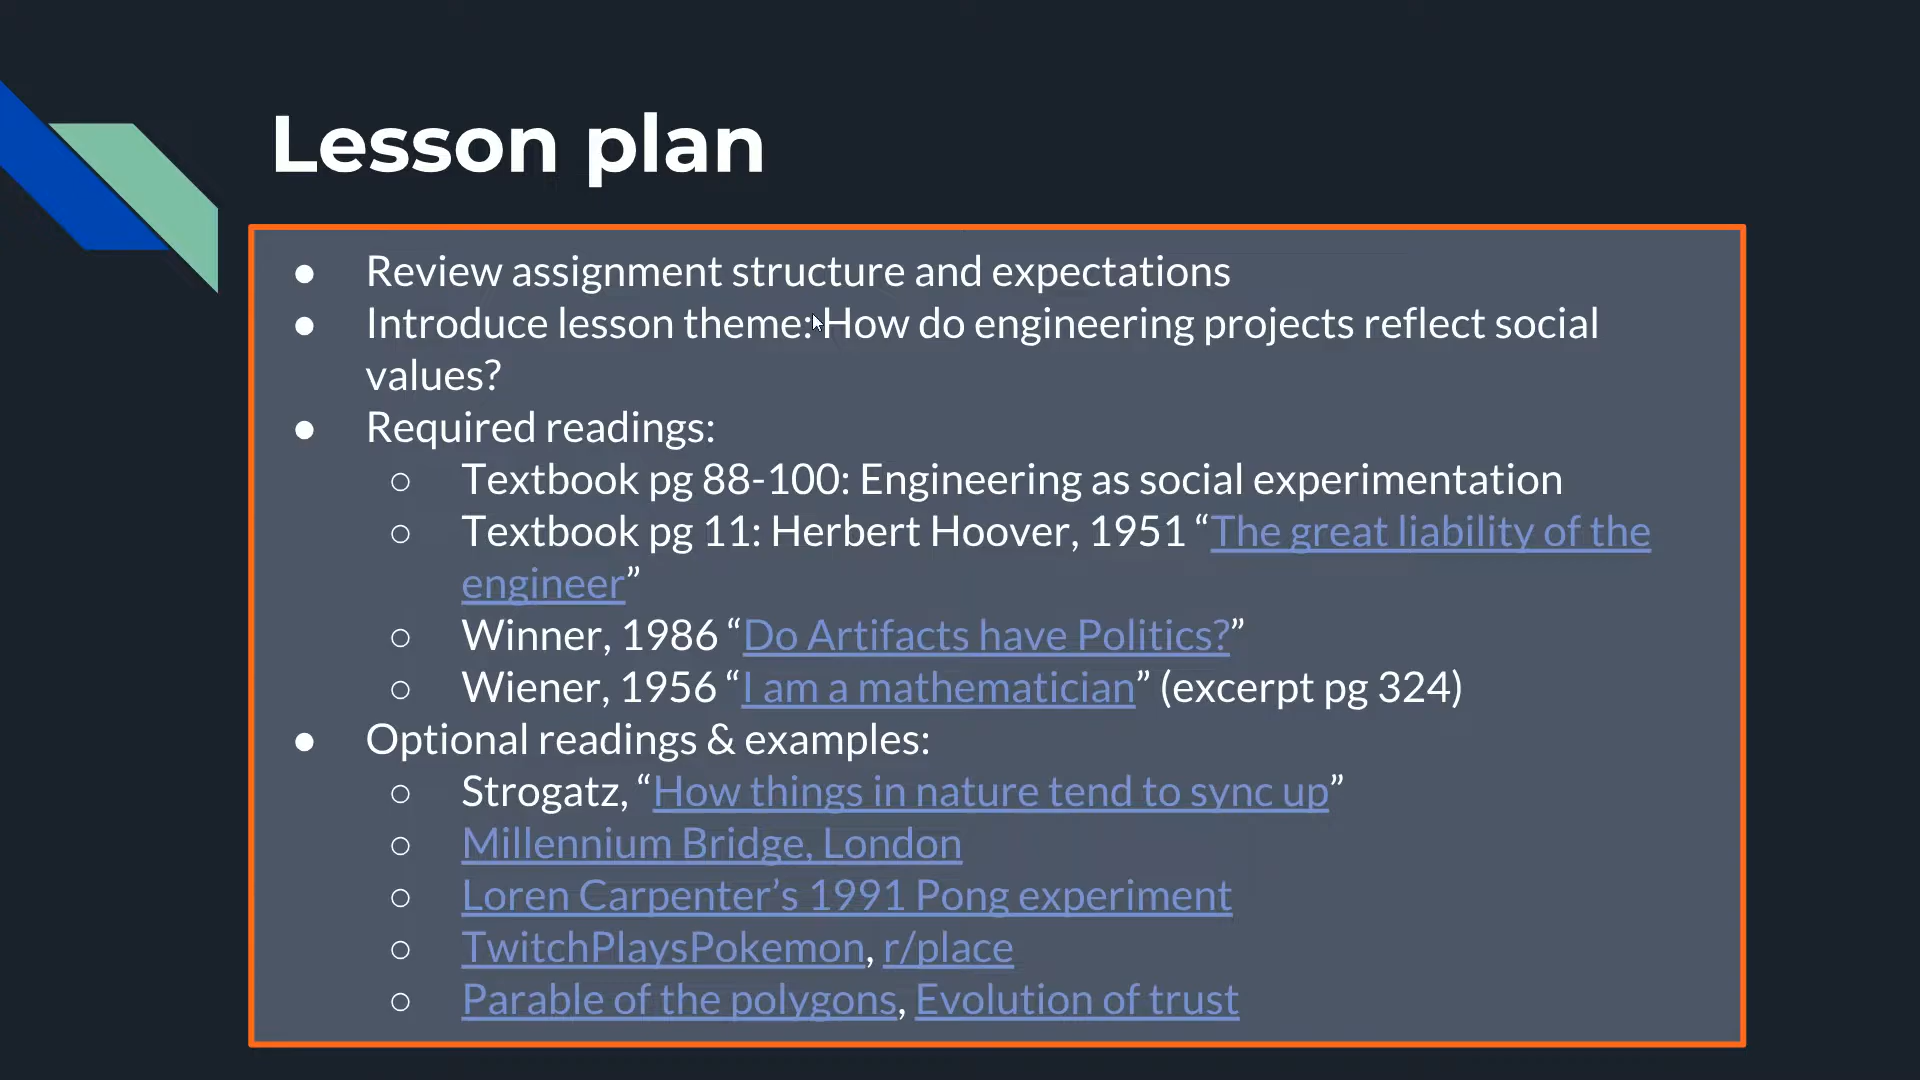 Lesson plan
● Review assignment structure and expectations
● Introduce lesson theme: How do engineering projects reflect social
values?
● Required readings:
○ Textbook pg 88-100: Engineering as social experimentation
○ Textbook pg 11: Herbert Hoover, 1951 “The great liability of the
engineer”
○ Winner, 1986 “Do Artifacts have Politics?”
○ Wiener, 1956 “I am a mathematician” (excerpt pg 324)
● Optional readings & examples:
○ Strogatz, “How things in nature tend to sync up”
○ Millennium Bridge, London
○ Loren Carpenter’s 1991 Pong experiment
○ TwitchPlaysPokemon, r/place
○ Parable of the polygons, Evolution of trust